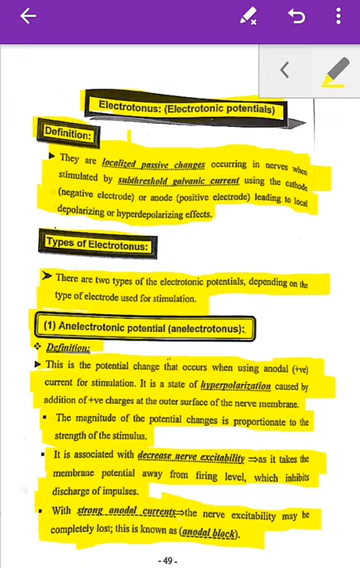 Electrotonus: (Electrotonic potentials)
Definition:
They are localized passive changes occurring in nerves when
stimulated by subthreshold galvanic current using the cathode
(negative electrode) or anode (positive electrode) leading to local
depolarizing or hyperdepolarizing effects.
Types of Electrotonus:
There are two types of the electrotonic potentials, depending on the
type of electrode used for stimulation.
(1) Anelectrotonic potential (anelectrotonus):
Definition:
This is the potential change that occurs when using anodal (+ve)
current for stimulation. It is a state of hyperpolarization caused by
addition of +ve charges at the outer surface of the nerve membrane.
The magnitude of the potential changes is proportionate to the
strength of the stimulus.
It is associated with decrease nerve excitability ⇒as it takes the
membrane potential away from firing level, which inhibits
discharge of impulses.
With strong anodal currents⇒the nerve excitability may be
completely lost; this is known as (anodal block).
- 49 -